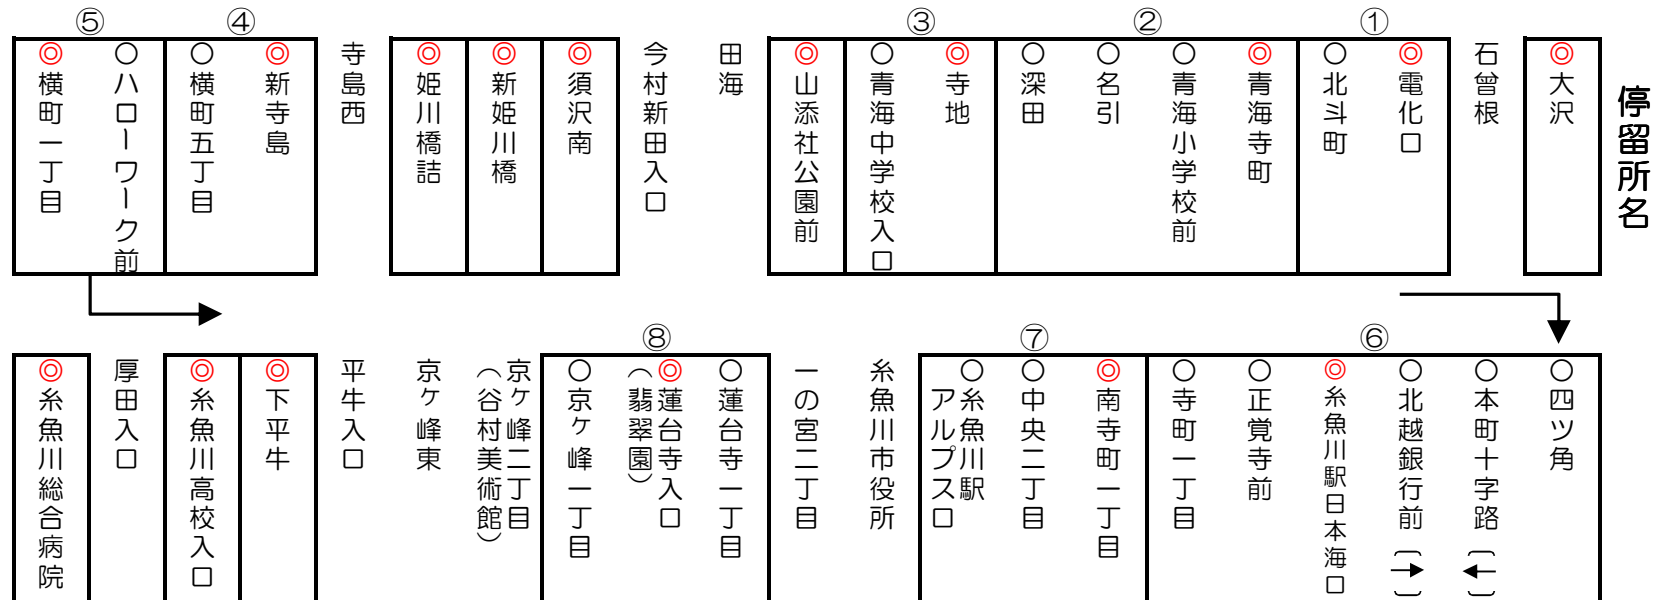 停留所名
◎大沢
石曽根
①
◎電化口
○北斗町
②
◎青海寺町
○青海小学校前
○名引
○深田
③
◎寺地
○青海中学校入口
◎山添社公園前
田海
今村新田入口
◎須沢南
◎新姫川橋
◎姫川橋詰
寺島西
④
◎新寺島
○横町五丁目
⑤
○ハローワーク前
◎横町一丁目
⑥
○四ツ角
○本町十字路（←）
○北越銀行前（→）
◎糸魚川駅日本海口
○正覚寺前
○寺町一丁目
⑦
◎南寺町一丁目
○中央二丁目
○糸魚川駅
アルプス口
糸魚川市役所
一の宮二丁目
⑧
○蓮台寺一丁目
◎蓮台寺入口
（翡翠園）
○京ケ峰一丁目
京ケ峰二丁目
（谷村美術館）
京ケ峰東
平牛入口
◎下平牛
◎糸魚川高校入口
厚田入口
◎糸魚川総合病院